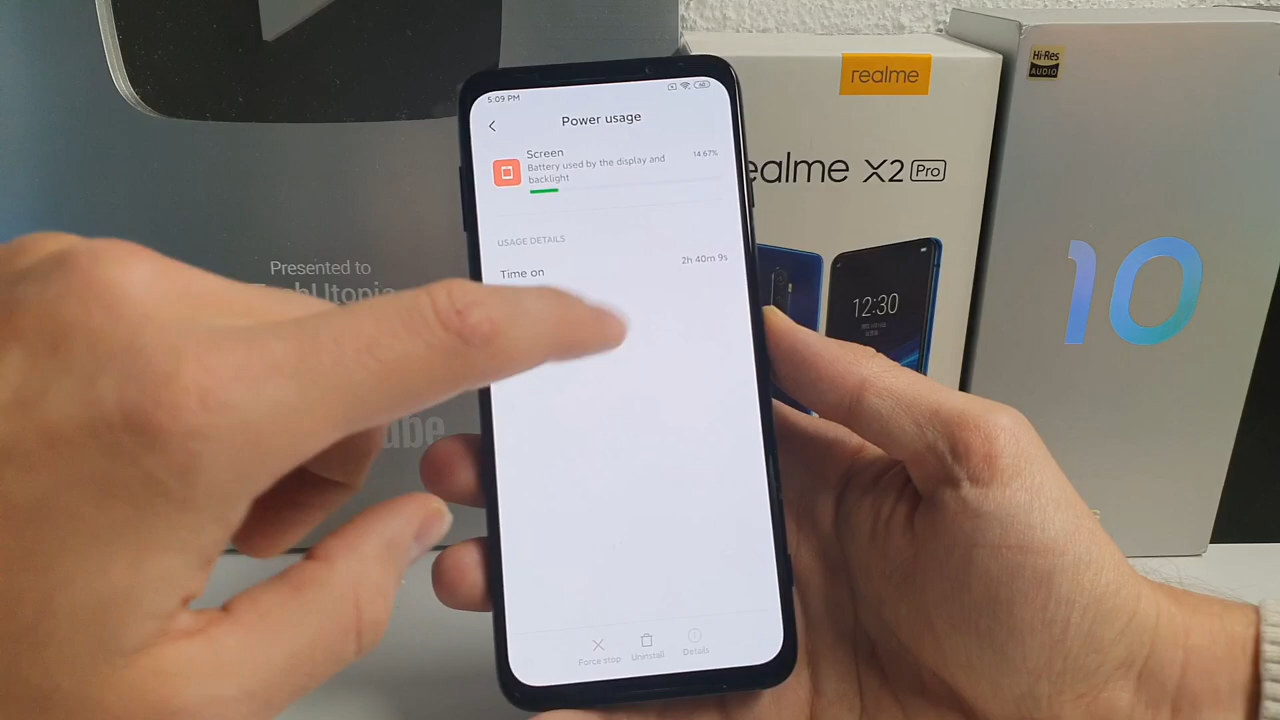 5:09 PM
Power usage
Screen
14.67%
Battery used by the display and
backlight
USAGE DETAILS
Time on
2h 40m 9s
Force stop
Uninstall
Details
Presented to
realme
realme X2 Pro
12:30
Hi-Res
AUDIO
10